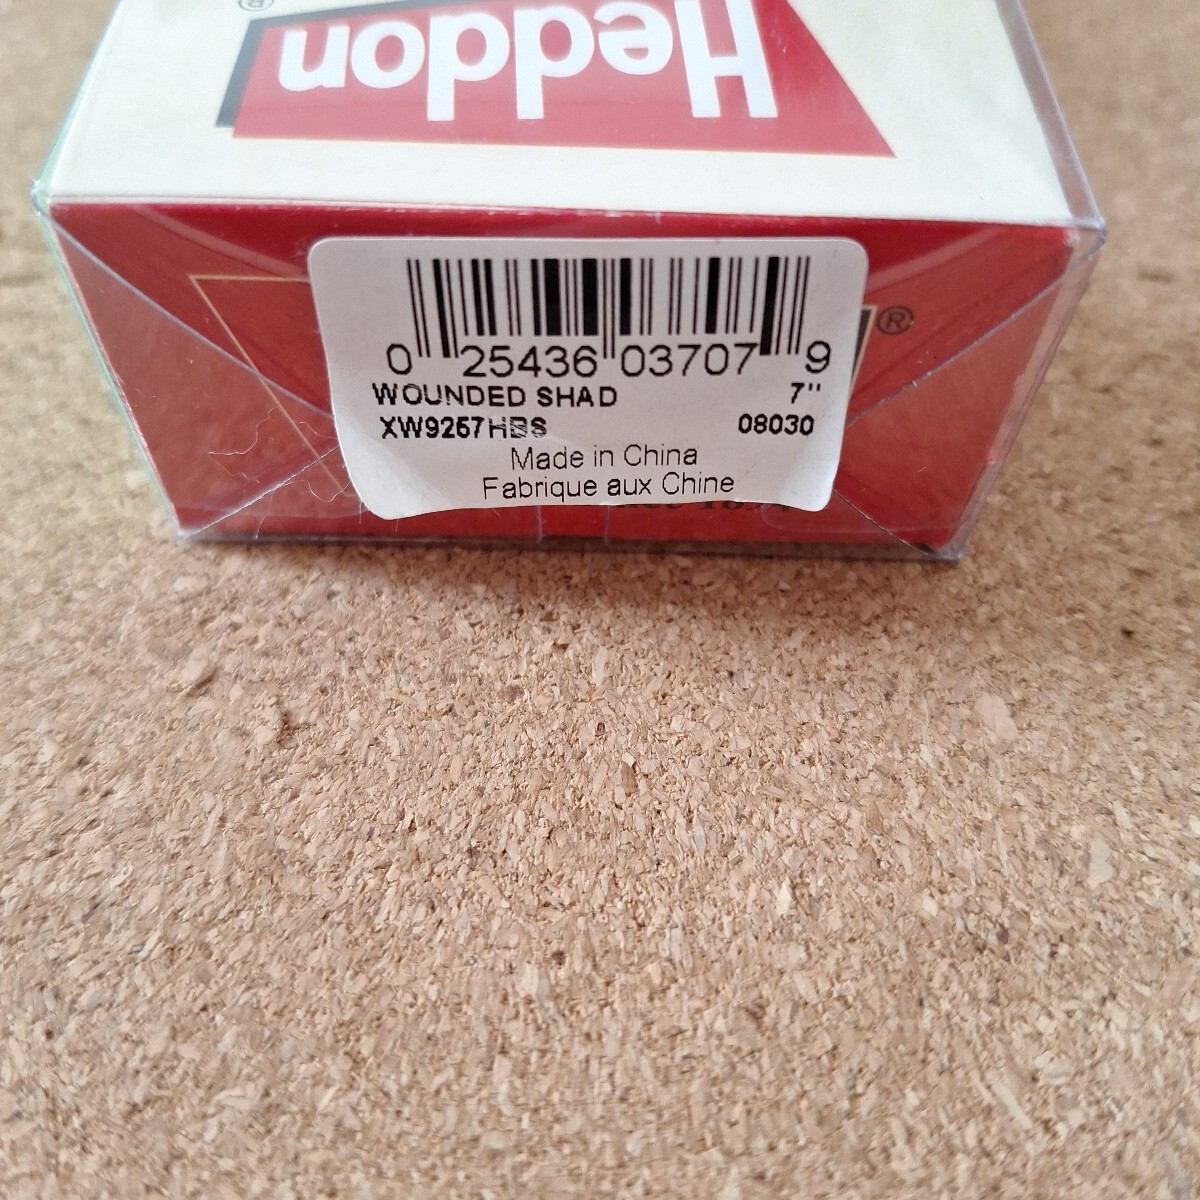 Heddon®
®
0 25436 03707 9
WOUNDED SHAD 7"
XW9257HBS 08030
Made in China
Fabrique aux Chine